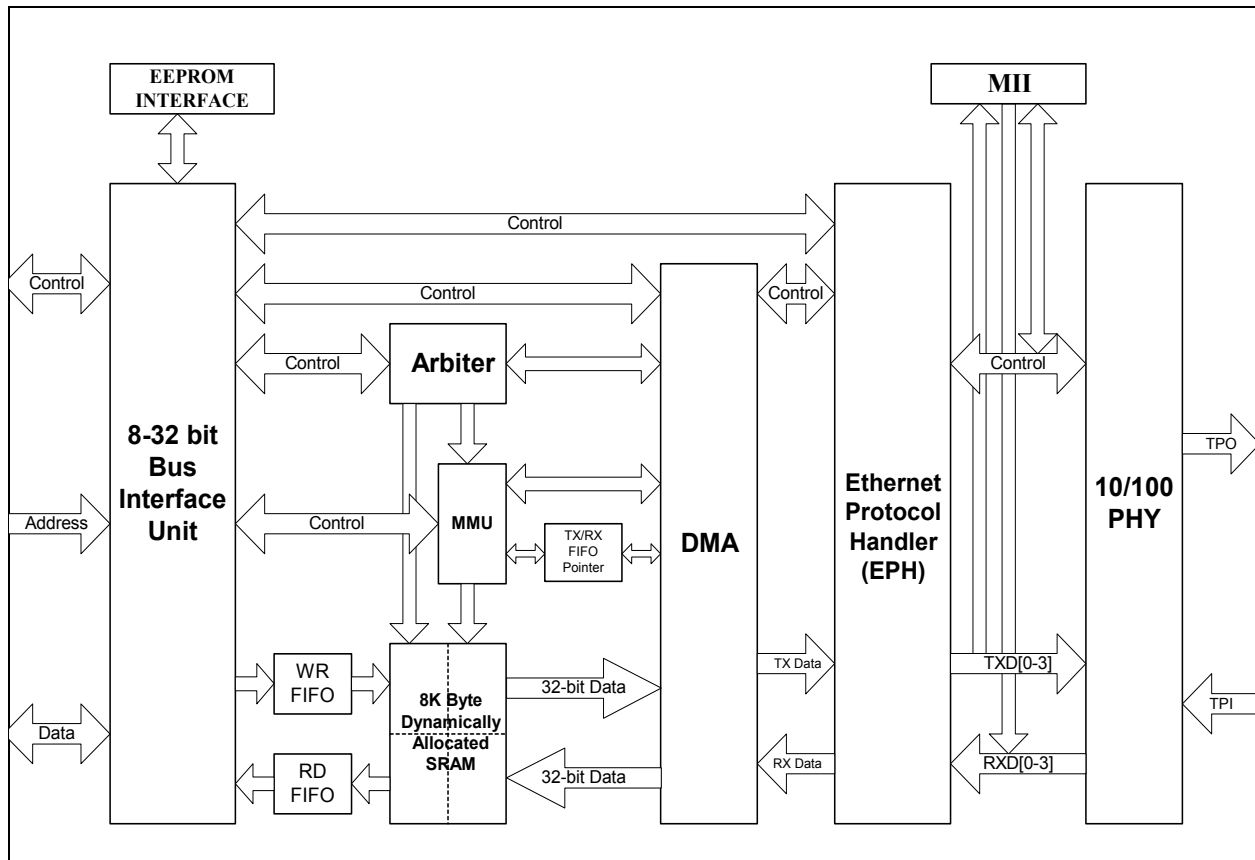 EEPROM
INTERFACE
MII
Control
Control
Control
Control
Control
Arbiter
Control
8-32 bit
Bus
Interface
Unit
TPO
Address
Control
MMU
TX/RX
FIFO
Pointer
DMA
Ethernet
Protocol
Handler
(EPH)
10/100
PHY
WR
FIFO
32-bit Data
TX Data
TXD[0-3]
8K Byte
Dynamically
Allocated
SRAM
Data
TPI
RD
FIFO
32-bit Data
RX Data
RXD[0-3]